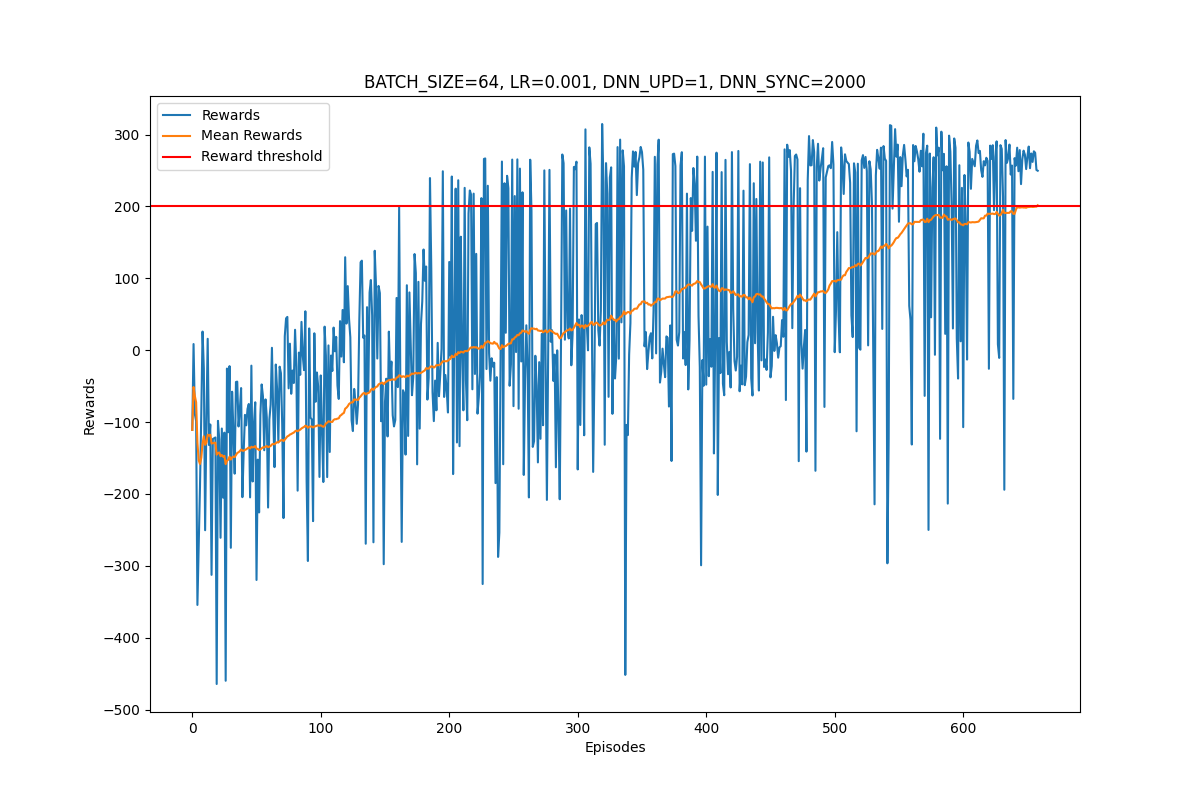 BATCH_SIZE=64, LR=0.001, DNN_UPD=1, DNN_SYNC=2000
Rewards
Mean Rewards
Reward threshold
300
200
100
0
−100
−200
−300
−400
−500
Rewards
0 100 200 300 400 500 600
Episodes